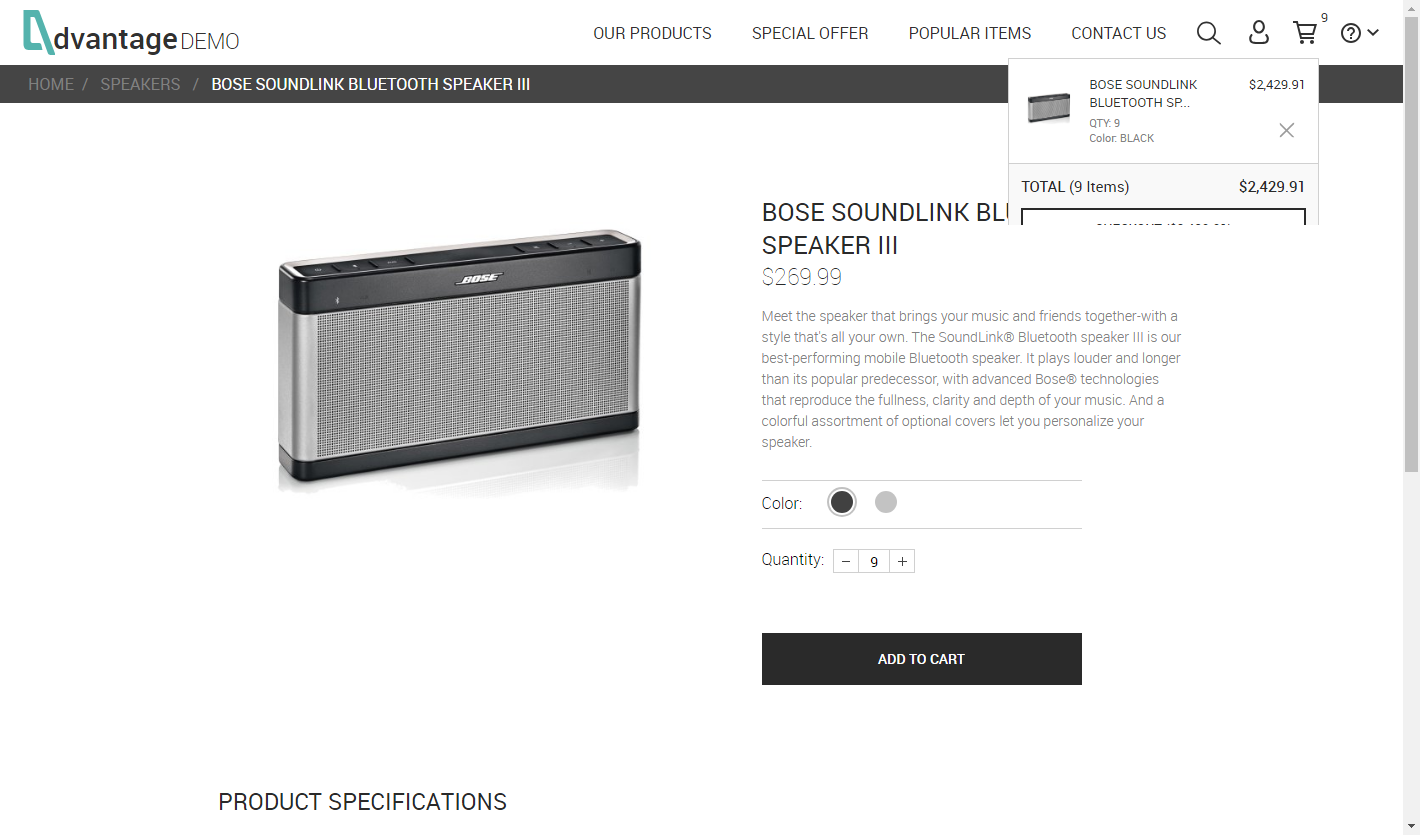 dvantage DEMO
OUR PRODUCTS
SPECIAL OFFER
POPULAR ITEMS
CONTACT US
9
HOME / SPEAKERS / BOSE SOUNDLINK BLUETOOTH SPEAKER III
BOSE SOUNDLINK
BLUETOOTH SP...
$2,429.91
QTY: 9
Color: BLACK
TOTAL (9 Items)
$2,429.91
BOSE
BOSE SOUNDLINK
SPEAKER III
$269.99
Meet the speaker that brings your music and friends together-with a
style that's all your own. The SoundLink® Bluetooth speaker III is our
best-performing mobile Bluetooth speaker. It plays louder and longer
than its popular predecessor, with advanced Bose® technologies
that reproduce the fullness, clarity and depth of your music. And a
colorful assortment of optional covers let you personalize your
speaker.
Color:
Quantity:
− 9 +
ADD TO CART
PRODUCT SPECIFICATIONS